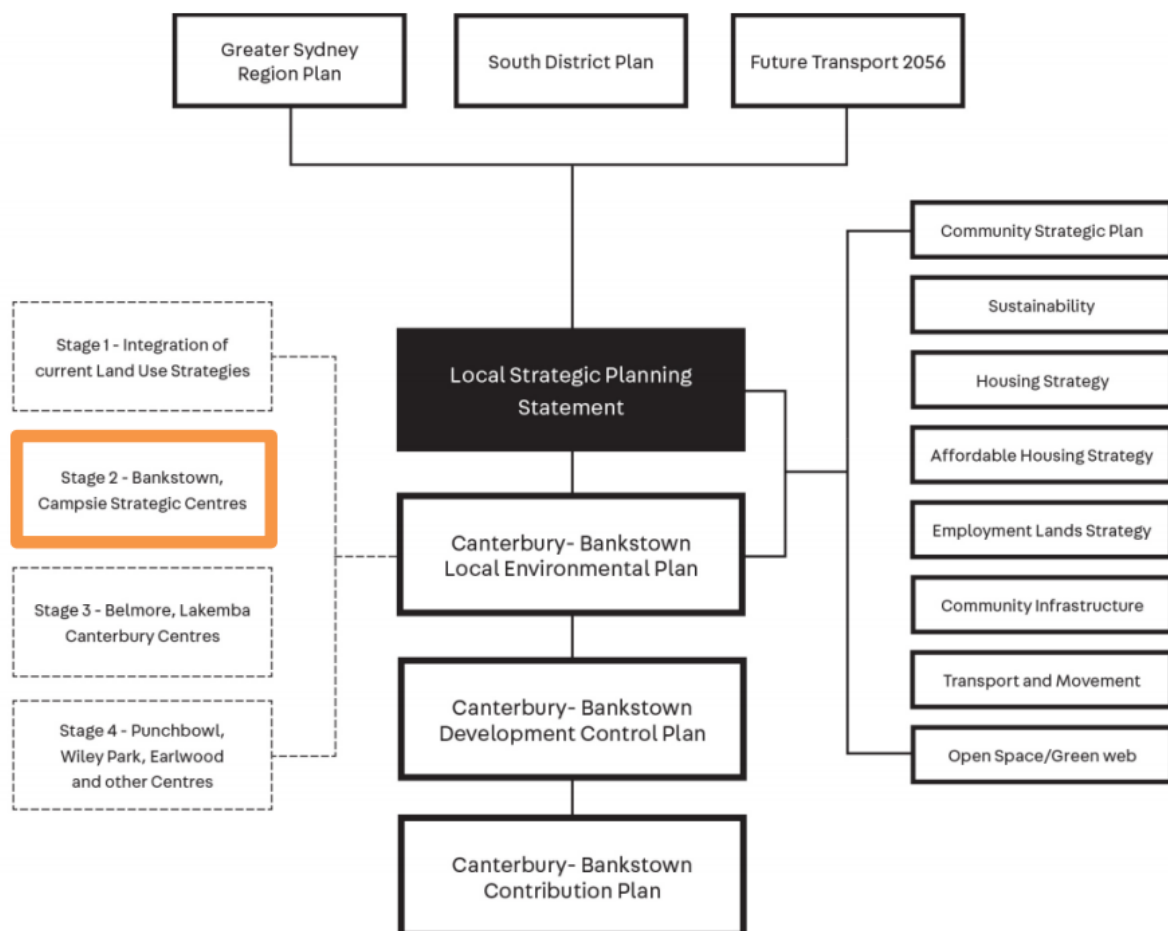 Greater Sydney
Region Plan
South District Plan
Future Transport 2056
Community Strategic Plan
Sustainability
Housing Strategy
Affordable Housing Strategy
Employment Lands Strategy
Community Infrastructure
Transport and Movement
Open Space/Green web
Stage 1 - Integration of
current Land Use Strategies
Stage 2 - Bankstown,
Campsie Strategic Centres
Stage 3 - Belmore, Lakemba
Canterbury Centres
Stage 4 - Punchbowl,
Wiley Park, Earlwood
and other Centres
Local Strategic Planning
Statement
Canterbury- Bankstown
Local Environmental Plan
Canterbury- Bankstown
Development Control Plan
Canterbury- Bankstown
Contribution Plan